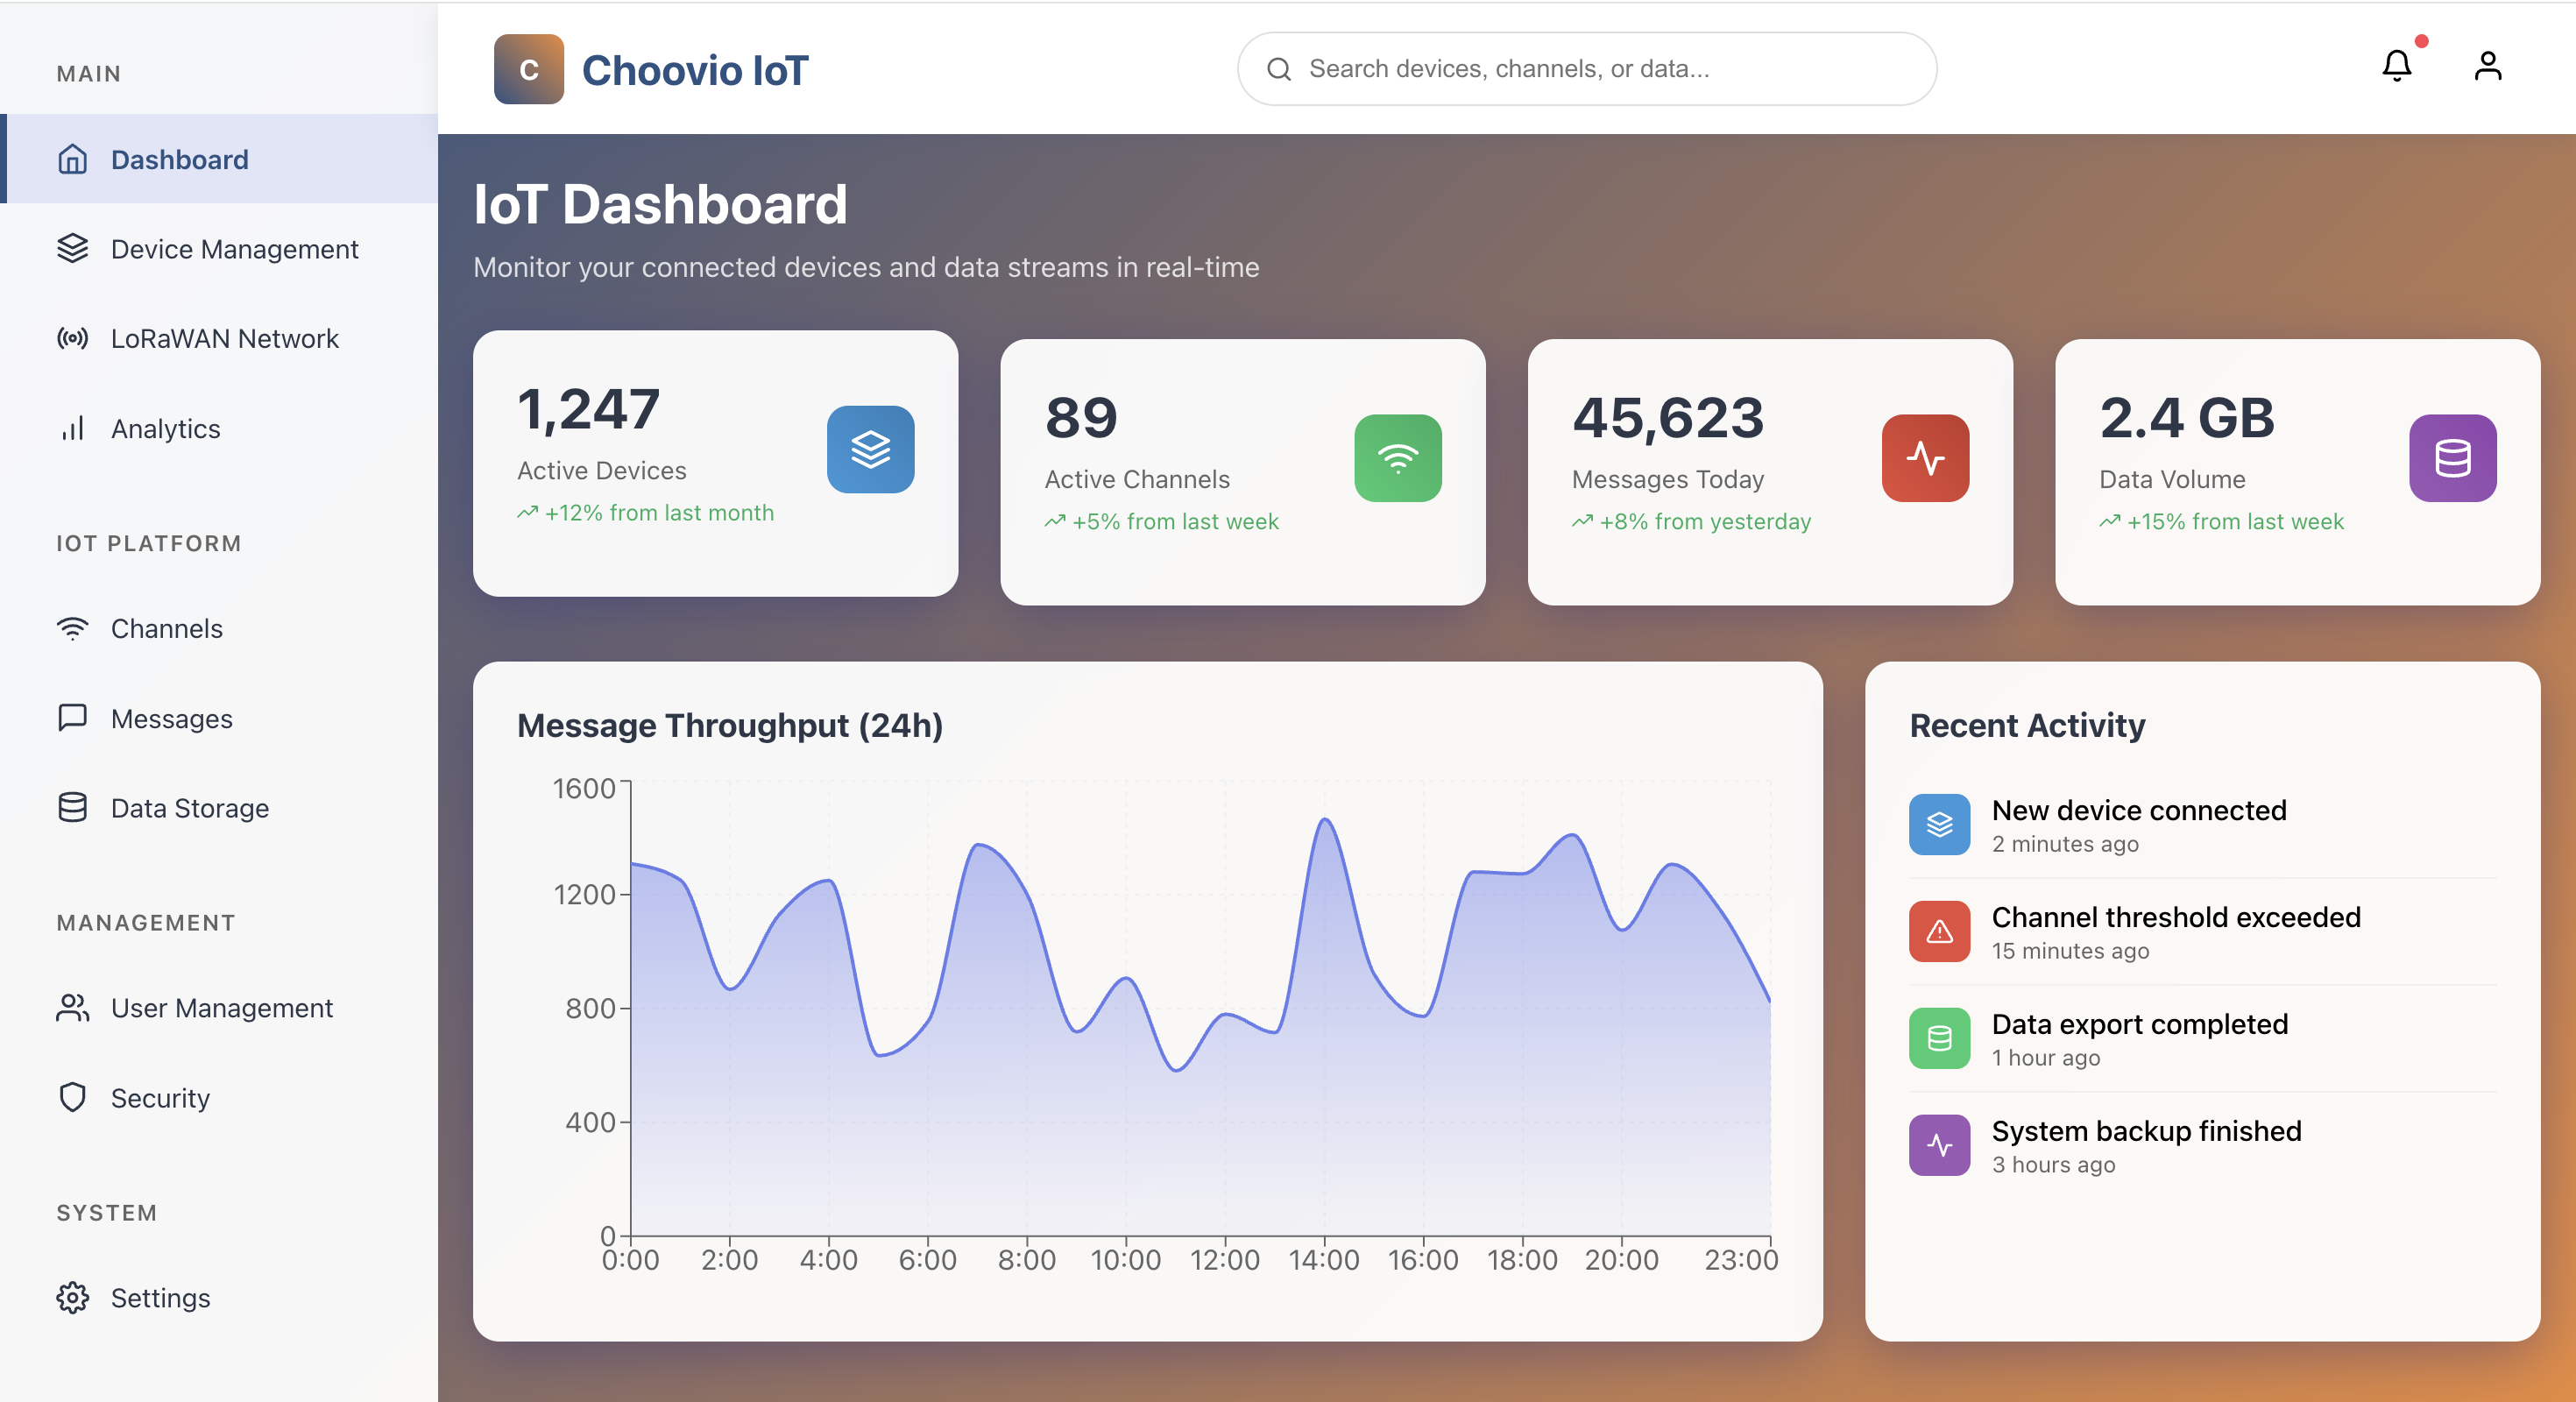 MAIN
Dashboard
Device Management
LoRaWAN Network
Analytics
IOT PLATFORM
Channels
Messages
Data Storage
MANAGEMENT
User Management
Security
SYSTEM
Settings
C
Choovio IoT
Search devices, channels, or data...
IoT Dashboard
Monitor your connected devices and data streams in real-time
1,247
Active Devices
+12% from last month
89
Active Channels
+5% from last week
45,623
Messages Today
+8% from yesterday
2.4 GB
Data Volume
+15% from last week
Message Throughput (24h)
1600
1200
800
400
0
0:00 2:00 4:00 6:00 8:00 10:00 12:00 14:00 16:00 18:00 20:00 23:00
Recent Activity
New device connected
2 minutes ago
Channel threshold exceeded
15 minutes ago
Data export completed
1 hour ago
System backup finished
3 hours ago